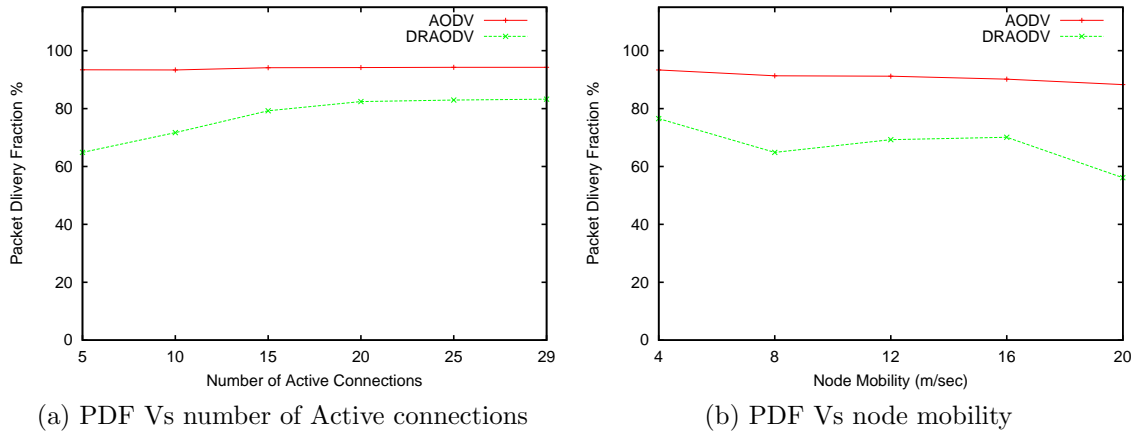 AODV
DRAODV
100
80
60
40
20
0
Packet Dlivery Fraction %
5 10 15 20 25 29
Number of Active Connections
(a) PDF Vs number of Active connections
AODV
DRAODV
100
80
60
40
20
0
Packet Dlivery Fraction %
4 8 12 16 20
Node Mobility (m/sec)
(b) PDF Vs node mobility